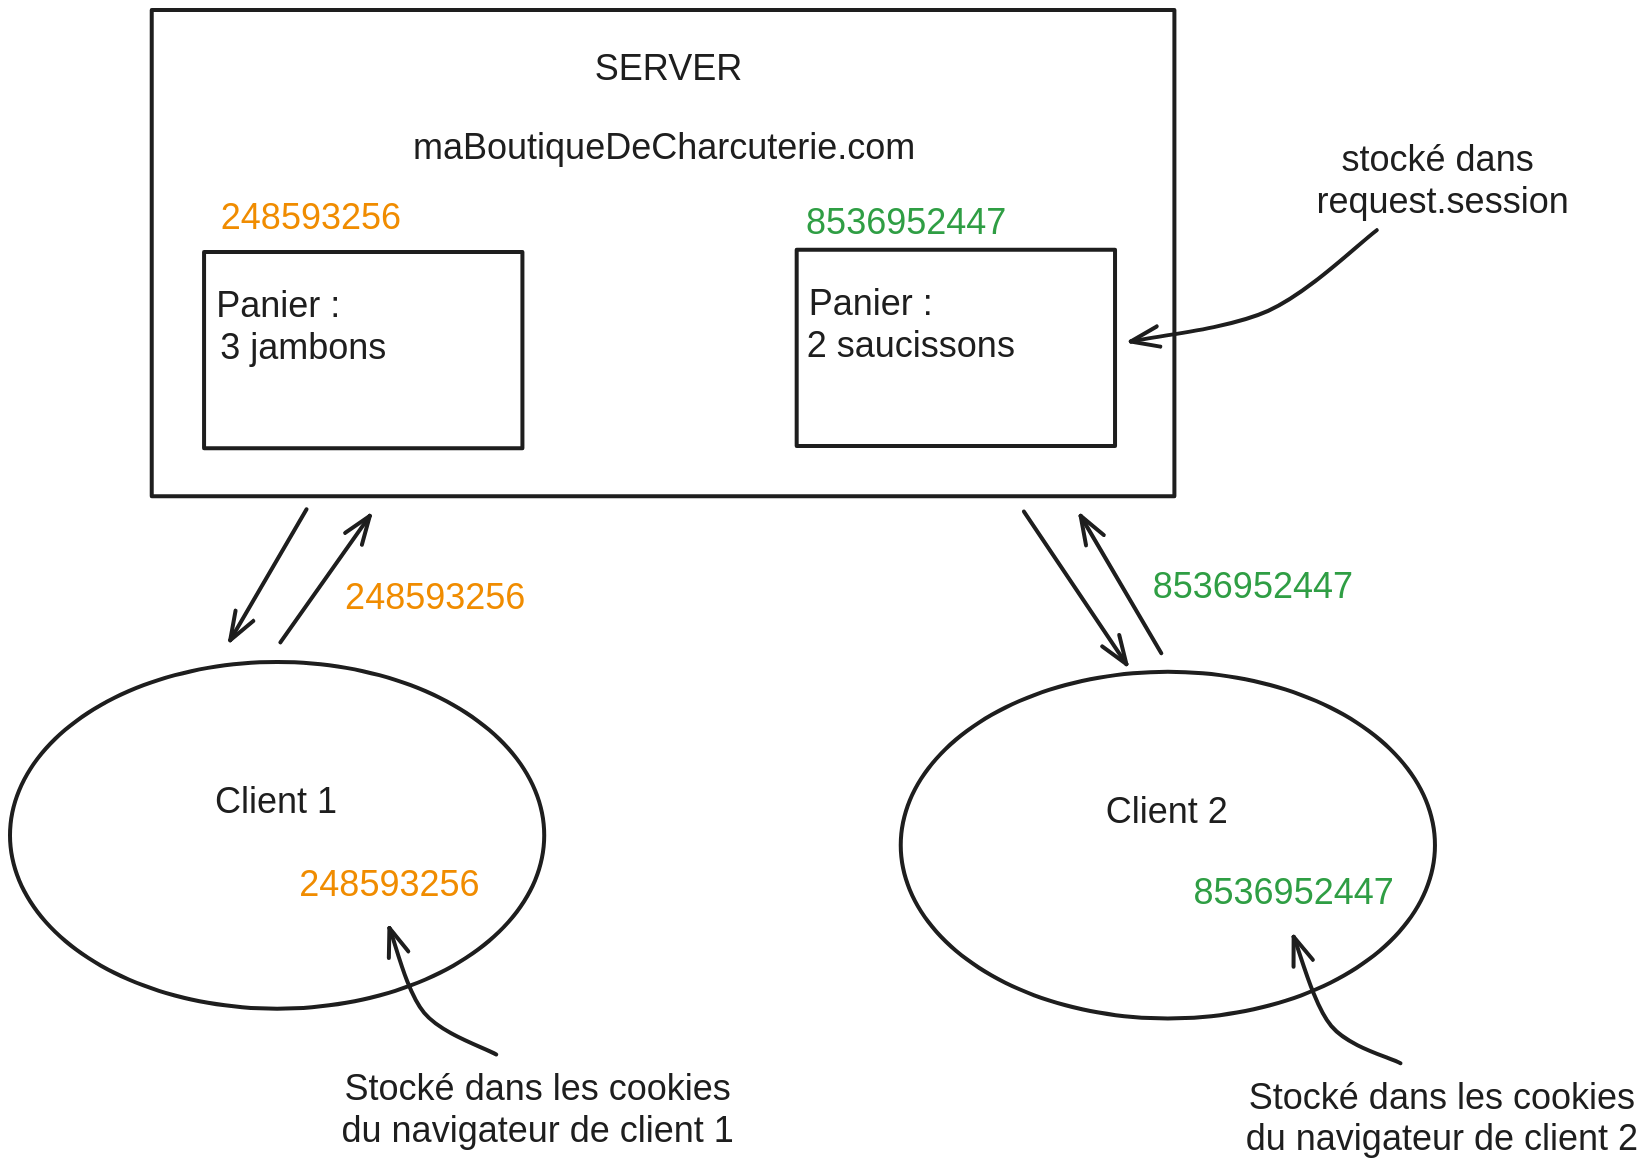 SERVER
maBoutiqueDeCharcuterie.com
stocké dans
request.session
248593256
8536952447
Panier :
3 jambons
Panier :
2 saucissons
248593256
8536952447
Client 1
248593256
Client 2
8536952447
Stocké dans les cookies
du navigateur de client 1
Stocké dans les cookies
du navigateur de client 2